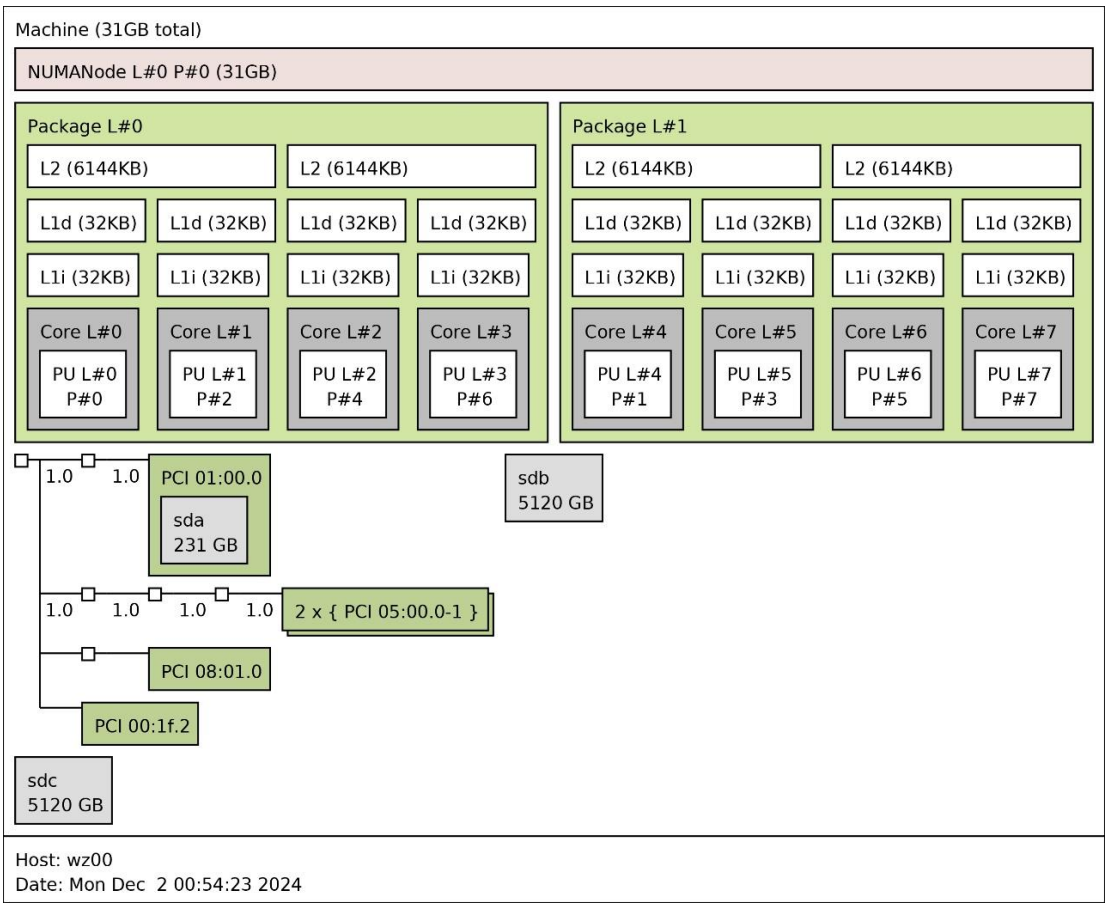 Machine (31GB total)
NUMANode L#0 P#0 (31GB)
Package L#0
L2 (6144KB) L2 (6144KB)
L1d (32KB) L1d (32KB) L1d (32KB) L1d (32KB)
L1i (32KB) L1i (32KB) L1i (32KB) L1i (32KB)
Core L#0 Core L#1 Core L#2 Core L#3
PU L#0 PU L#1 PU L#2 PU L#3
P#0 P#2 P#4 P#6
Package L#1
L2 (6144KB) L2 (6144KB)
L1d (32KB) L1d (32KB) L1d (32KB) L1d (32KB)
L1i (32KB) L1i (32KB) L1i (32KB) L1i (32KB)
Core L#4 Core L#5 Core L#6 Core L#7
PU L#4 PU L#5 PU L#6 PU L#7
P#1 P#3 P#5 P#7
1.0 1.0 PCI 01:00.0
sda
231 GB
sdb
5120 GB
1.0 1.0 1.0 1.0 2 x { PCI 05:00.0-1 }
PCI 08:01.0
PCI 00:1f.2
sdc
5120 GB
Host: wz00
Date: Mon Dec  2 00:54:23 2024